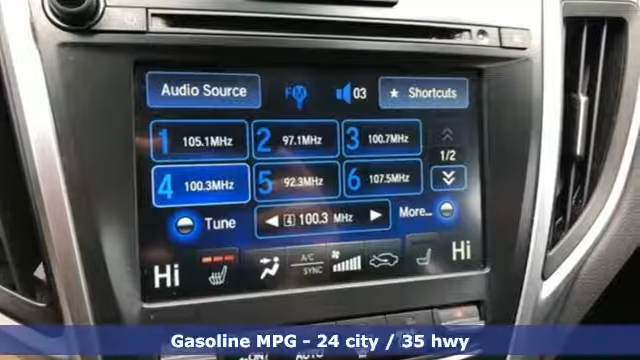 Audio Source FM 03 ★ Shortcuts
1 105.1MHz 2 97.1MHz 3 100.7MHz
1/2
4 100.3MHz 5 92.3MHz 6 107.5MHz
Tune ◀ 4 100.3 MHz ▶ More...
Hi A/C SYNC Hi
ON AUTO
Gasoline MPG - 24 city / 35 hwy